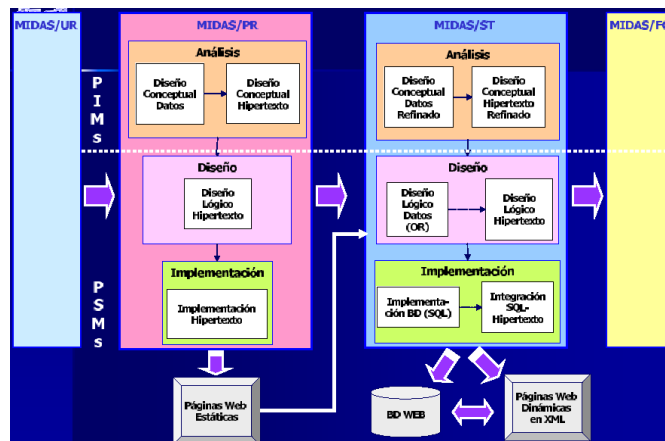 MIDAS/UR
MIDAS/PR
MIDAS/ST
MIDAS/FC
PIMs
PSMs
Análisis
Diseño
Conceptual
Datos
Diseño
Conceptual
Hipertexto
Diseño
Diseño
Lógico
Hipertexto
Implementación
Implementación
Hipertexto
Páginas Web
Estáticas
Análisis
Diseño
Conceptual
Datos
Refinado
Diseño
Conceptual
Hipertexto
Refinado
Diseño
Diseño
Lógico
Datos
(OR)
Diseño
Lógico
Hipertexto
Implementación
Implementa-
ción BD (SQL)
Integración
SQL-
Hipertexto
BD WEB
Páginas Web
Dinámicas
en XML